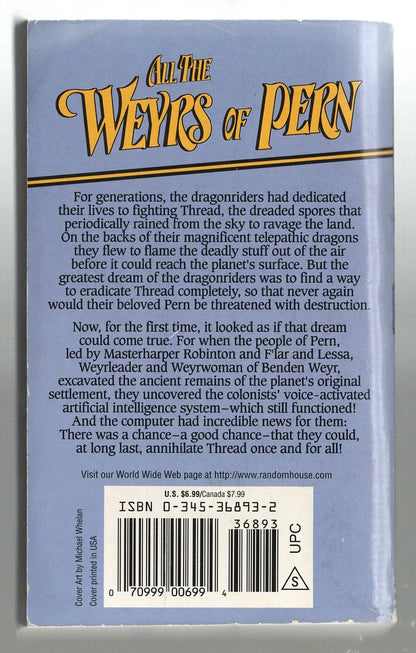 ALL THE
WEYRS OF PERN
For generations, the dragonriders had dedicated
their lives to fighting Thread, the dreaded spores that
periodically rained from the sky to ravage the land.
On the backs of their magnificent telepathic dragons
they flew to flame the deadly stuff out of the air
before it could reach the planet's surface. But the
greatest dream of the dragonriders was to find a way
to eradicate Thread completely, so that never again
would their beloved Pern be threatened with destruction.
Now, for the first time, it looked as if that dream
could come true. For when the people of Pern,
led by Masterharper Robinton and F'lar and Lessa,
Weyrleader and Weyrwoman of Benden Weyr,
excavated the ancient remains of the planet's original
settlement, they uncovered the colonists' voice-activated
artificial intelligence system–which still functioned!
And the computer had incredible news for them:
There was a chance–a good chance–that they could,
at long last, annihilate Thread once and for all!
Visit our World Wide Web page at http://www.randomhouse.com
U.S. $6.99/Canada $7.99
ISBN 0-345-36893-2
36893
0 70999 00699 4
UPC
S
Cover Art by Michael Whelan
Cover printed in USA